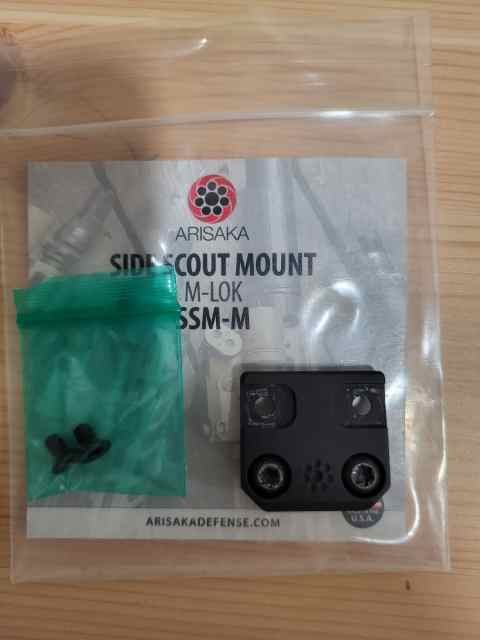 ARISAKA
SIDE SCOUT MOUNT
M-LOK
SSM-M
ARISAKADEFENSE.COM
U.S.A.